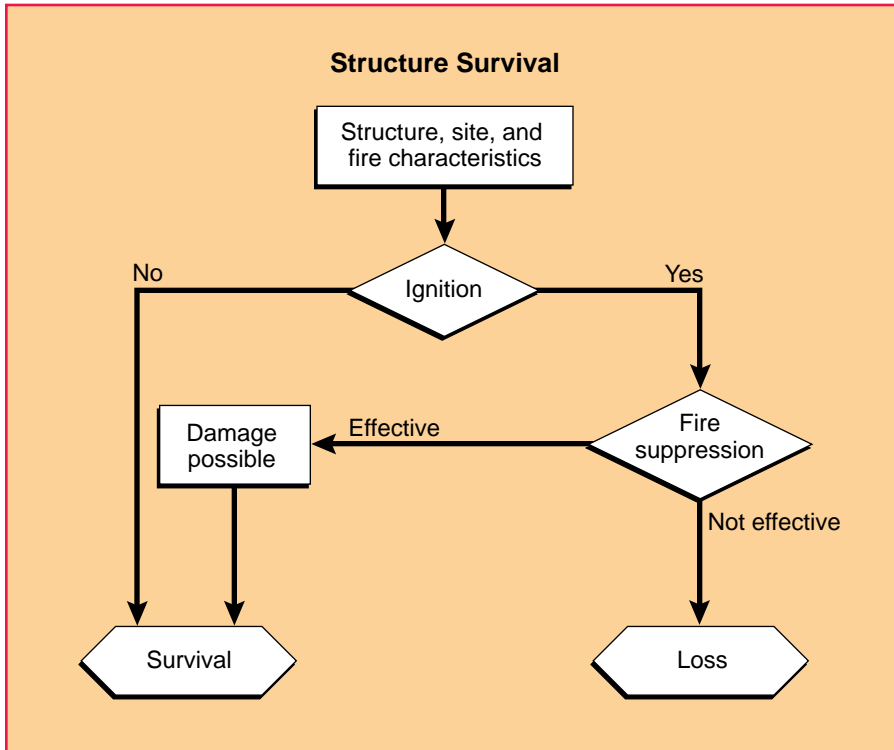 Structure Survival
Structure, site, and
fire characteristics
No
Yes
Ignition
Damage
possible
Effective
Fire
suppression
Not effective
Survival
Loss